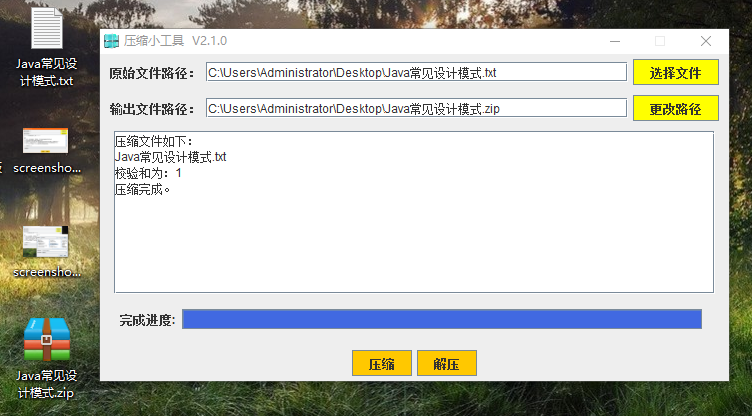 Java常见设
计模式.txt
screensho...
screensho...
Java常见设
计模式.zip
压缩小工具 V2.1.0
原始文件路径：
C:\Users\Administrator\Desktop\Java常见设计模式.txt
选择文件
输出文件路径：
C:\Users\Administrator\Desktop\Java常见设计模式.zip
更改路径
压缩文件如下：
Java常见设计模式.txt
校验和为：1
压缩完成。
完成进度:
压缩
解压